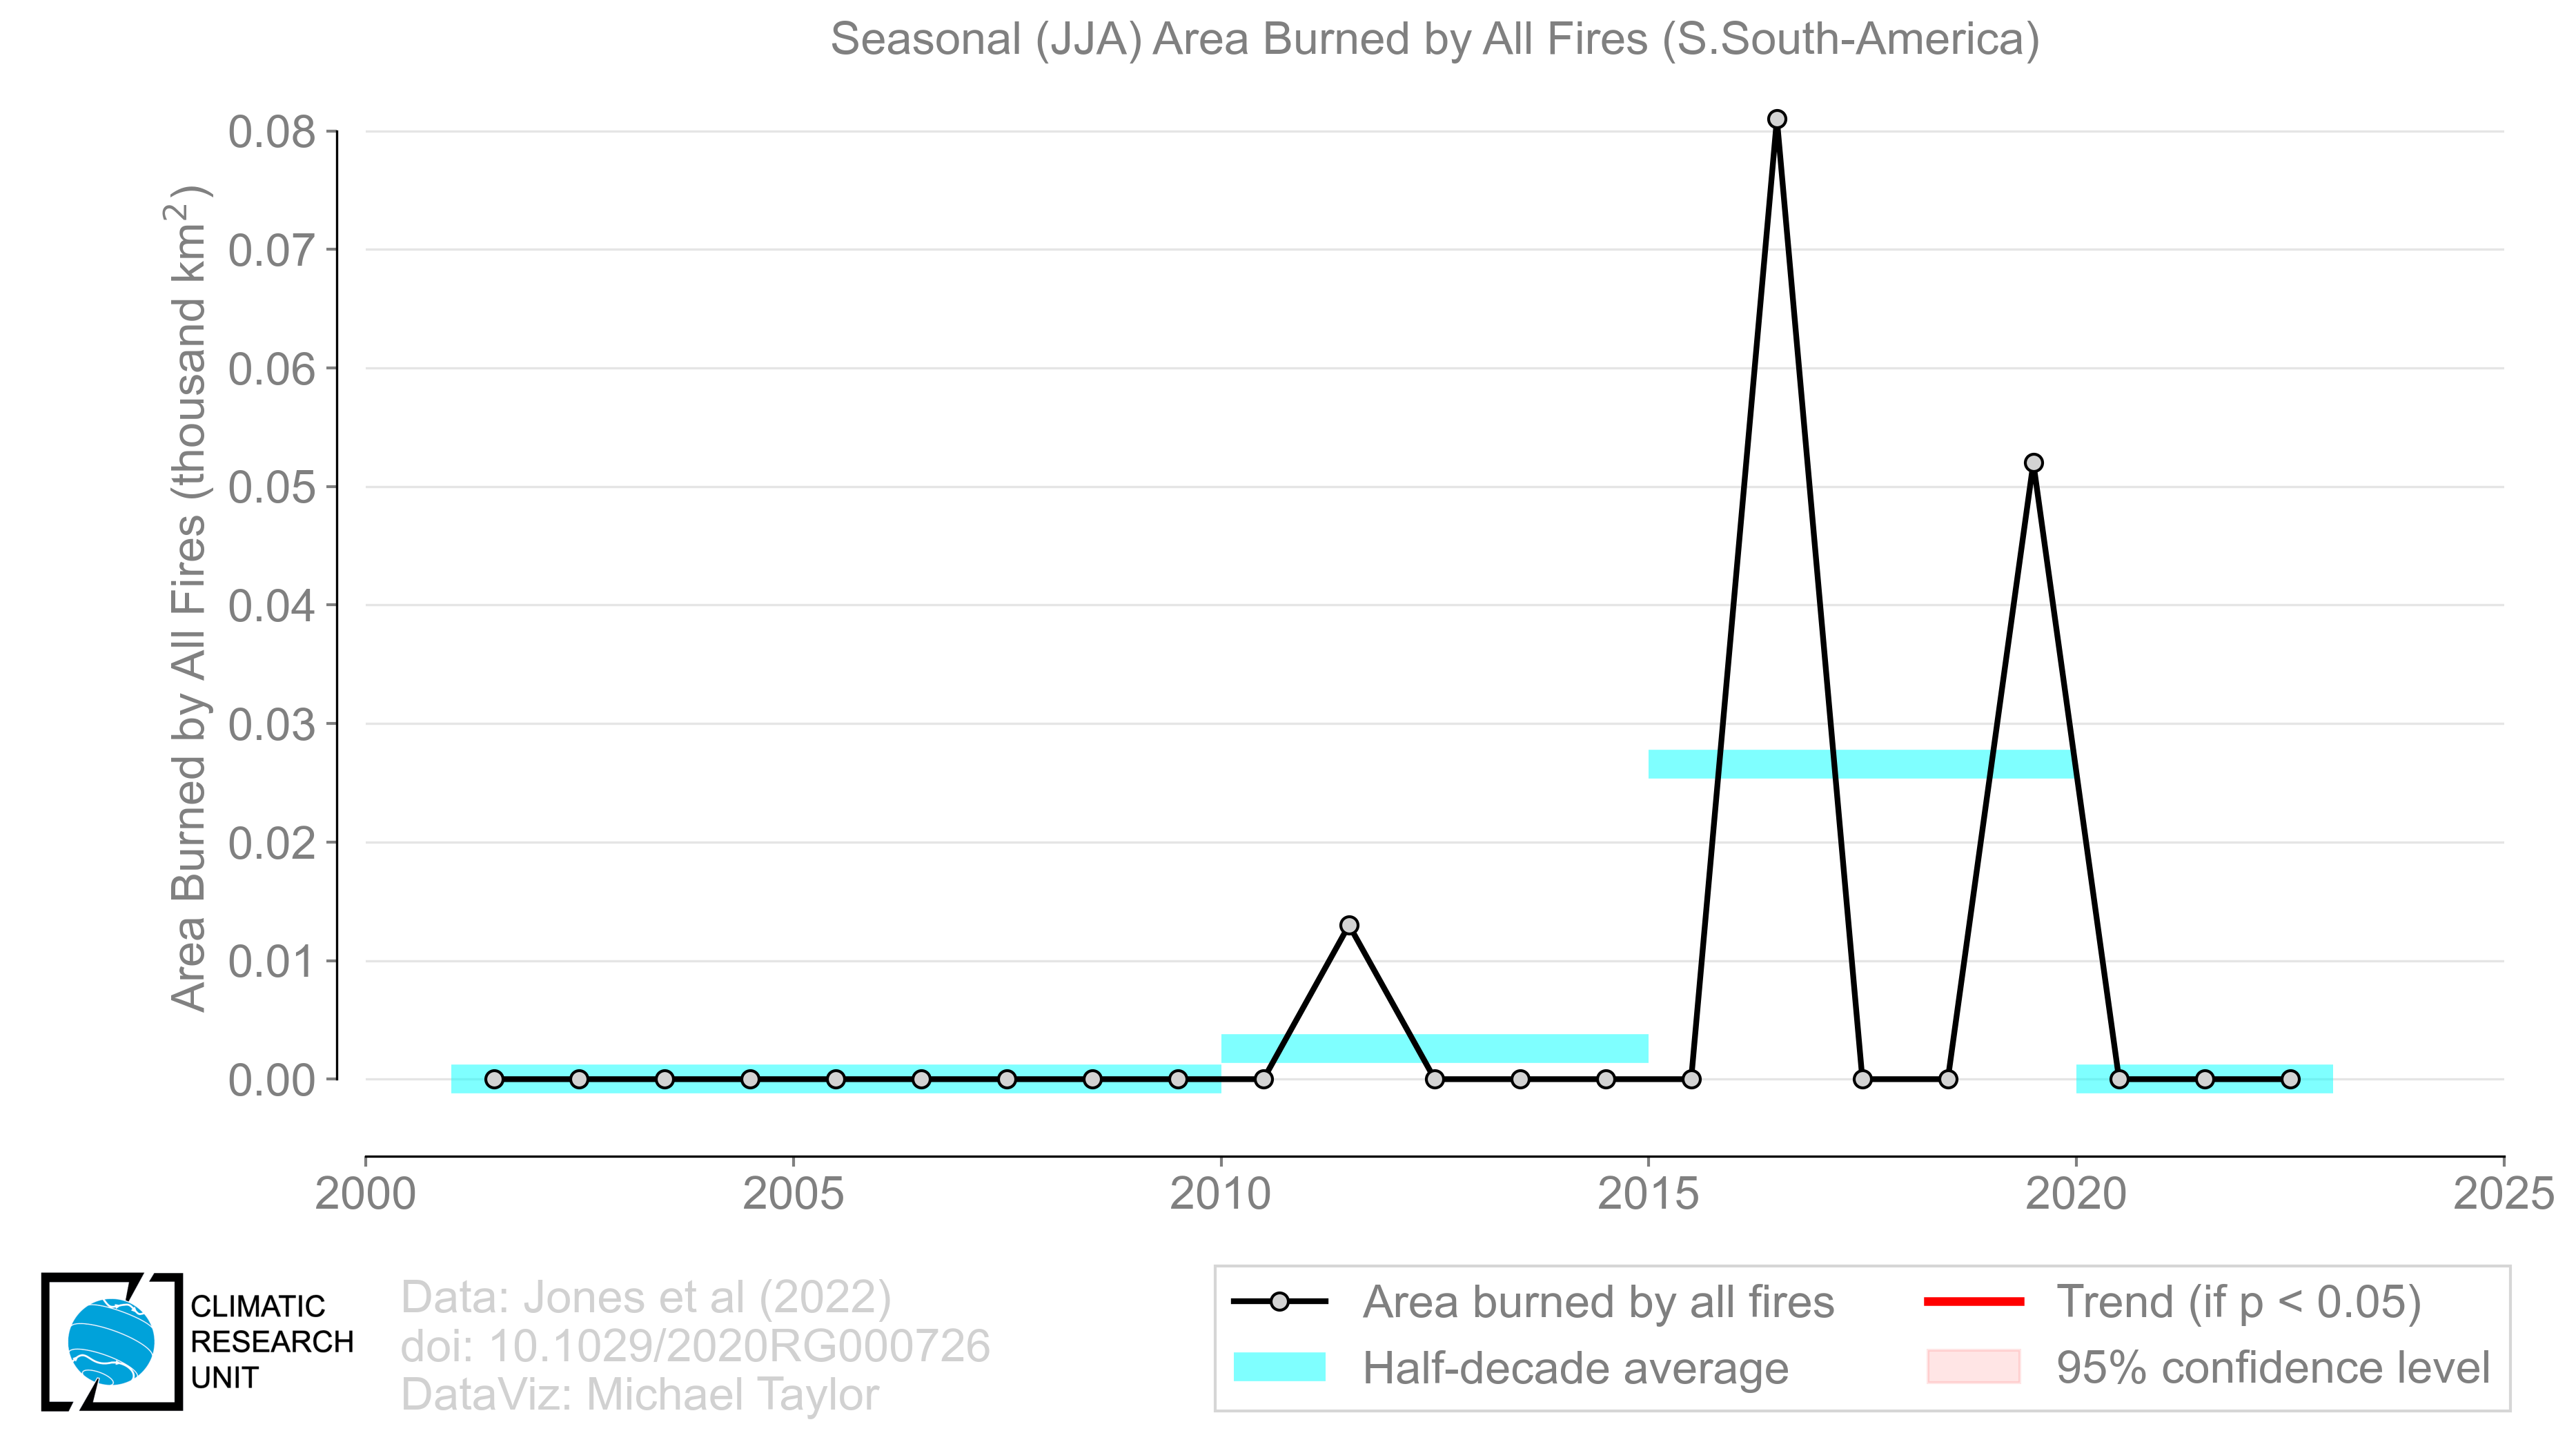 Seasonal (JJA) Area Burned by All Fires (S.South-America)
Area Burned by All Fires (thousand km²)
0.08
0.07
0.06
0.05
0.04
0.03
0.02
0.01
0.00
2000 2005 2010 2015 2020 2025
CLIMATIC
RESEARCH
UNIT
Data: Jones et al (2022)
doi: 10.1029/2020RG000726
DataViz: Michael Taylor
Area burned by all fires
Half-decade average
Trend (if p < 0.05)
95% confidence level